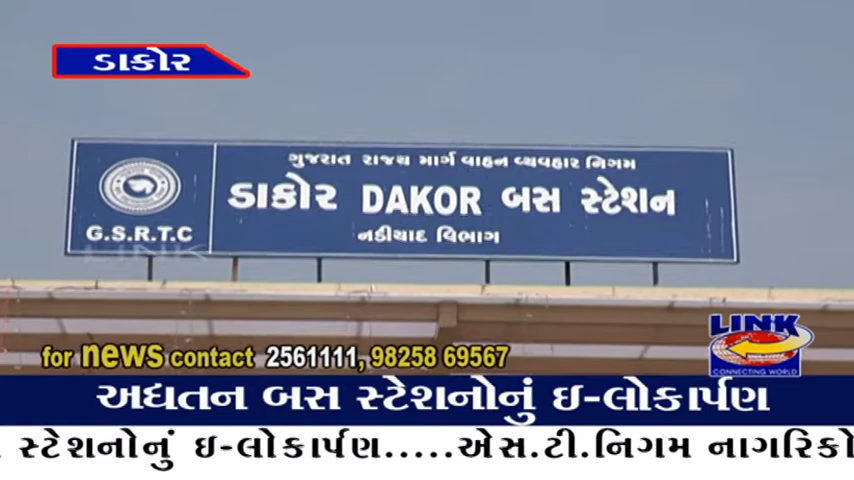 ડાકોર
ગુજરાત રાજ્ય માર્ગ વાહન વ્યવહાર નિગમ
ડાકોર DAKOR બસ સ્ટેશન
નડીયાદ વિભાગ
G.S.R.T.C
LINK
for news contact 2561111, 98258 69567
LINK
CONNECTING WORLD
અદ્યતન બસ સ્ટેશનોનું ઇ-લોકાર્પણ
સ્ટેશનોનું ઇ-લોકાર્પણ.....એસ.ટી.નિગમ નાગરિકો